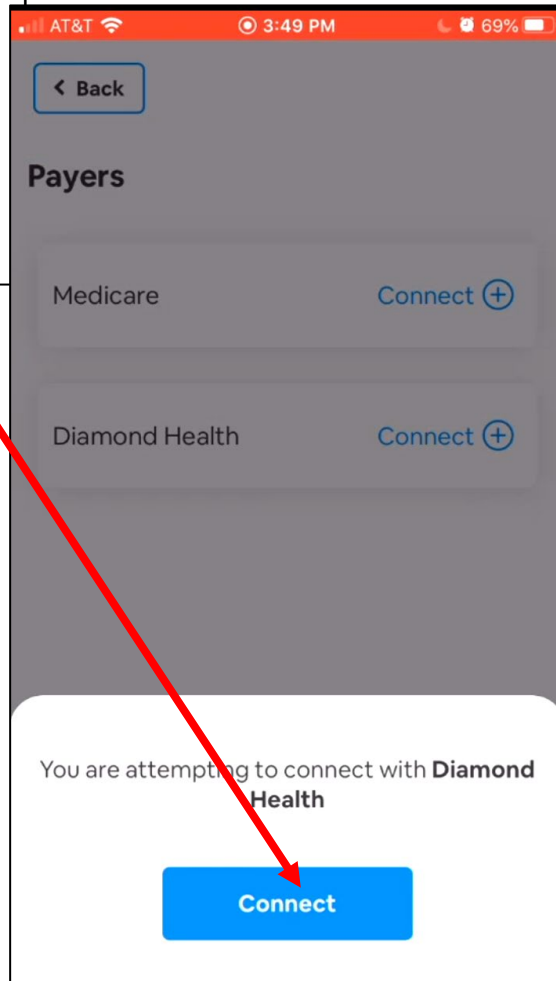 AT&T 3:49 PM 69%
Back
Payers
Medicare Connect
Diamond Health Connect
You are attempting to connect with Diamond
Health
Connect